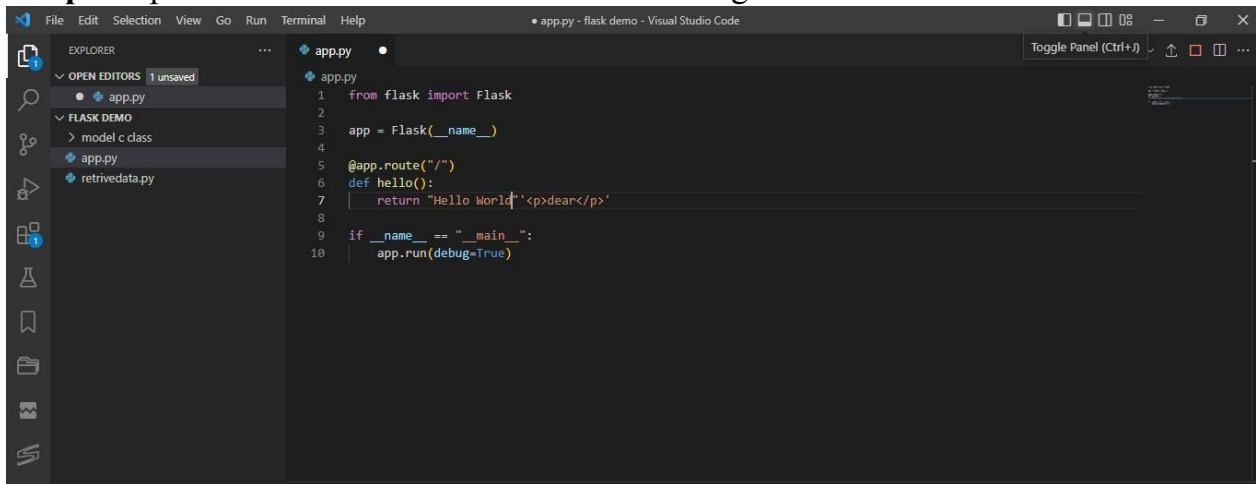 File Edit Selection View Go Run Terminal Help
● app.py - flask demo - Visual Studio Code
Toggle Panel (Ctrl+J)
EXPLORER
...
app.py ●
OPEN EDITORS 1 unsaved
● app.py
FLASK DEMO
> model c class
app.py
retrivedata.py
app.py
1 from flask import Flask
2
3 app = Flask(__name__)
4
5 @app.route("/")
6 def hello():
7 return "Hello World"'<p>dear</p>'
8
9 if __name__ == "__main__":
10 app.run(debug=True)
1
1